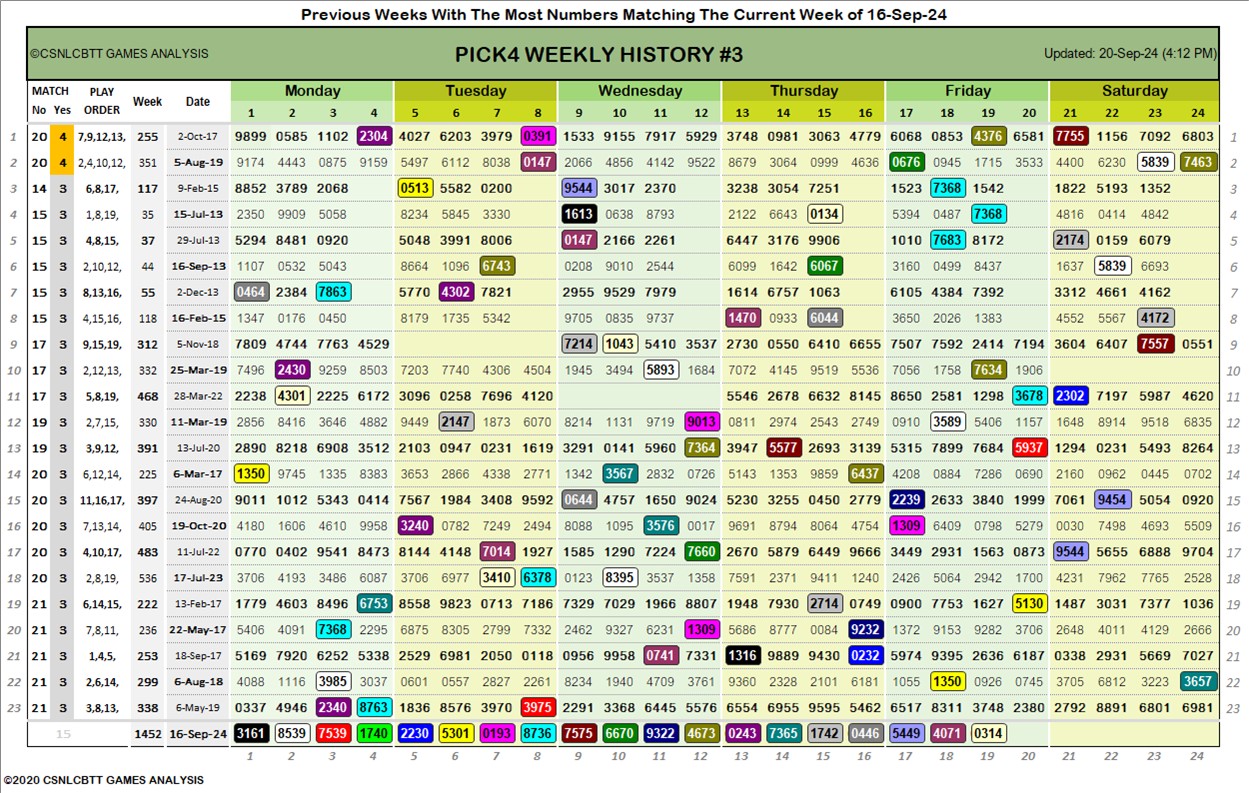 Previous Weeks With The Most Numbers Matching The Current Week of 16-Sep-24
©CSNLCBTT GAMES ANALYSIS PICK4 WEEKLY HISTORY #3 Updated: 20-Sep-24 (4:12 PM)
MATCH PLAY Week Date Monday Tuesday Wednesday Thursday Friday Saturday
No Yes ORDER 1 2 3 4 5 6 7 8 9 10 11 12 13 14 15 16 17 18 19 20 21 22 23 24
1 20 4 7,9,12,13, 255 2-Oct-17 9899 0585 1102 2304 4027 6203 3979 0391 1533 9155 7917 5929 3748 0981 3063 4779 6068 0853 4376 6581 7755 1156 7092 6803 1
2 20 4 2,4,10,12, 351 5-Aug-19 9174 4443 0875 9159 5497 6112 8038 0147 2066 4856 4142 9522 8679 3064 0999 4636 0676 0945 1715 3533 4400 6230 5839 7463 2
3 14 3 6,8,17, 117 9-Feb-15 8852 3789 2068 0513 5582 0200 9544 3017 2370 3238 3054 7251 1523 7368 1542 1822 5193 1352 3
4 15 3 1,8,19, 35 15-Jul-13 2350 9909 5058 8234 5845 3330 1613 0638 8793 2122 6643 0134 5394 0487 7368 4816 0414 4842 4
5 15 3 4,8,15, 37 29-Jul-13 5294 8481 0920 5048 3991 8006 0147 2166 2261 6447 3176 9906 1010 7683 8172 2174 0159 6079 5
6 15 3 2,10,12, 44 16-Sep-13 1107 0532 5043 8664 1096 6743 0208 9010 2544 6099 1642 6067 3160 0499 8437 1637 5839 6693 6
7 15 3 8,13,16, 55 2-Dec-13 0464 2384 7863 5770 4302 7821 2955 9529 7979 1614 6757 1063 6105 4384 7392 3312 4661 4162 7
8 15 3 4,15,16, 118 16-Feb-15 1347 0176 0450 8179 1735 5342 9705 0835 9737 1470 0933 6044 3650 2026 1383 4552 5567 4172 8
9 17 3 9,15,19, 312 5-Nov-18 7809 4744 7763 4529 7214 1043 5410 3537 2730 0550 6410 6655 7507 7592 2414 7194 3604 6407 7557 0551 9
10 17 3 2,12,13, 332 25-Mar-19 7496 2430 9259 8503 7203 7740 4306 4504 1945 3494 5893 1684 7072 4145 9519 5536 7056 1758 7634 1906 10
11 17 3 5,8,19, 468 28-Mar-22 2238 4301 2225 6172 3096 0258 7696 4120 5546 2678 6632 8145 8650 2581 1298 3678 2302 7197 5987 4620 11
12 19 3 2,7,15, 330 11-Mar-19 2856 8416 3646 4882 9449 2147 1873 6070 8214 1131 9719 9013 0811 2974 2543 2749 0910 3589 5406 1157 1648 8914 9518 6835 12
13 19 3 3,9,12, 391 13-Jul-20 2890 8218 6908 3512 2103 0947 0231 1619 3291 0141 5960 7364 3947 5577 2693 3139 5315 7899 7684 5937 1294 0231 5493 8264 13
14 20 3 6,12,14, 225 6-Mar-17 1350 9745 1335 8383 3653 2866 4338 2771 1342 3567 2832 0726 5143 1353 9859 6437 4208 0884 7286 0690 2160 0962 0445 0702 14
15 20 3 11,16,17, 397 24-Aug-20 9011 1012 5343 0414 7567 1984 3408 9592 0644 4757 1650 9024 5230 3255 0450 2779 2239 2633 3840 1999 7061 9454 5054 0920 15
16 20 3 7,13,14, 405 19-Oct-20 4180 1606 4610 9958 3240 0782 7249 2494 8088 1095 3576 0017 9691 8794 8064 4754 1309 6409 0798 5279 0030 7498 4693 5509 16
17 20 3 4,10,17, 483 11-Jul-22 0770 0402 9541 8473 8144 4148 7014 1927 1585 1290 7224 7660 2670 5879 6449 9666 3449 2931 1563 0873 9544 5655 6888 9704 17
18 20 3 2,8,19, 536 17-Jul-23 3706 4193 3486 6087 3706 6977 3410 6378 0123 8395 3537 1358 7591 2371 9411 1240 2426 5064 2942 1700 4231 7962 7765 2528 18
19 21 3 6,14,15, 222 13-Feb-17 1779 4603 8496 6753 8558 9823 0713 7186 7329 7029 1966 8807 1948 7930 2714 0749 0900 7753 1627 5130 1487 3031 7377 1036 19
20 21 3 7,8,11, 236 22-May-17 5406 4091 7368 2295 6875 8305 2799 7332 2462 9327 6231 1309 5686 8777 0084 9232 1372 9153 9282 3706 2648 4011 4129 2666 20
21 21 3 1,4,5, 253 18-Sep-17 5169 7920 6252 5338 2529 6981 2050 0118 0956 9958 0741 7331 1316 9889 9430 0232 5974 9395 2636 6187 0338 2931 5669 7027 21
22 21 3 2,6,14, 299 6-Aug-18 4088 1116 3985 3037 0601 0557 2827 2261 8234 1940 4709 3761 9360 2328 2101 6181 1055 1350 0926 0745 3705 6812 3223 3657 22
23 21 3 3,8,13, 338 6-May-19 0337 4946 2340 8763 1836 8576 3970 3975 2291 3368 6445 5576 6554 6955 9595 5462 6517 8311 3748 2380 2792 8891 6801 6981 23
15 1452 16-Sep-24 3161 8539 7539 1740 2230 5301 0193 8736 7575 6670 9322 4673 0243 7365 1742 0446 5449 4071 0314
1 2 3 4 5 6 7 8 9 10 11 12 13 14 15 16 17 18 19 20 21 22 23 24
©2020 CSNLCBTT GAMES ANALYSIS